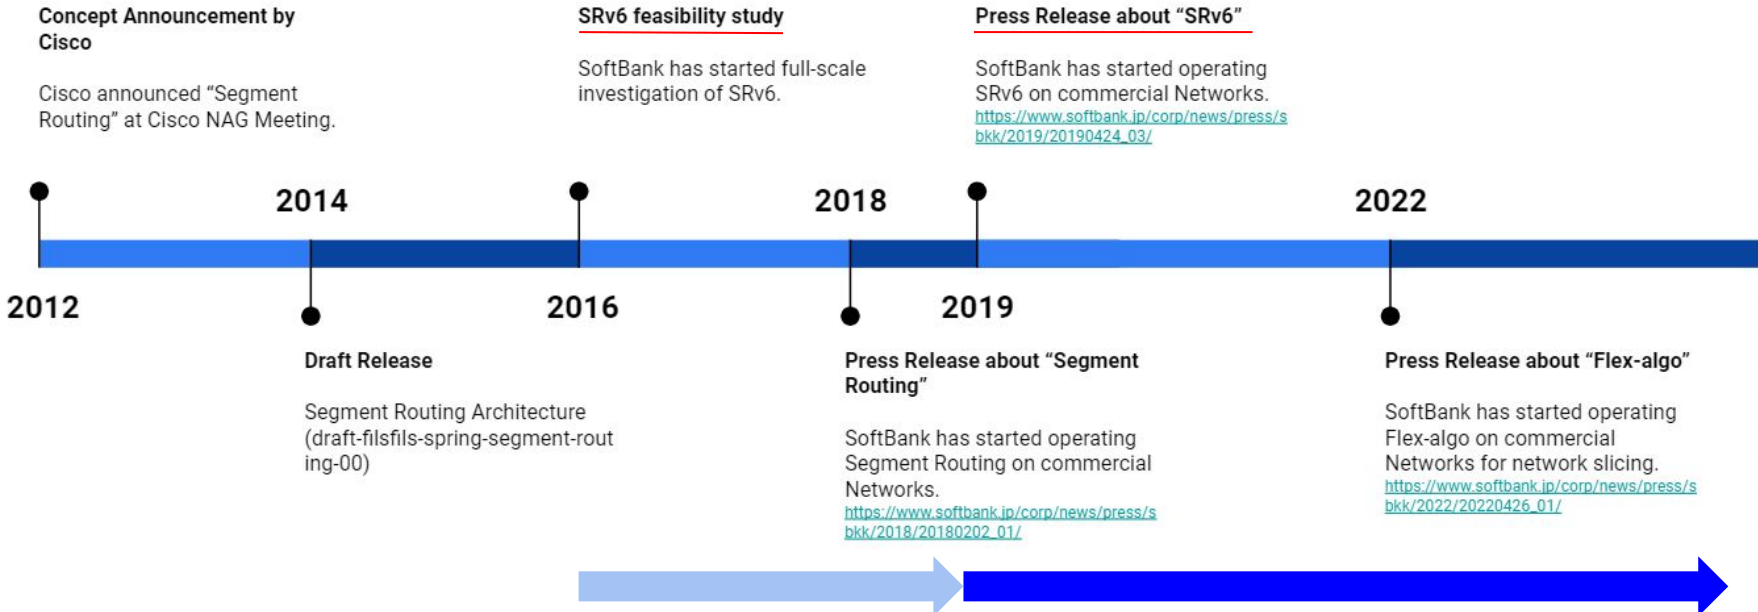 Concept Announcement by
Cisco
Cisco announced “Segment
Routing” at Cisco NAG Meeting.
SRv6 feasibility study
SoftBank has started full-scale
investigation of SRv6.
Press Release about “SRv6”
SoftBank has started operating
SRv6 on commercial Networks.
https://www.softbank.jp/corp/news/press/s
bkk/2019/20190424_03/
2014
2018
2022
2012
2016
2019
Draft Release
Segment Routing Architecture
(draft-filsfils-spring-segment-rout
ing-00)
Press Release about “Segment
Routing”
SoftBank has started operating
Segment Routing on commercial
Networks.
https://www.softbank.jp/corp/news/press/s
bkk/2018/20180202_01/
Press Release about “Flex-algo”
SoftBank has started operating
Flex-algo on commercial
Networks for network slicing.
https://www.softbank.jp/corp/news/press/s
bkk/2022/20220426_01/